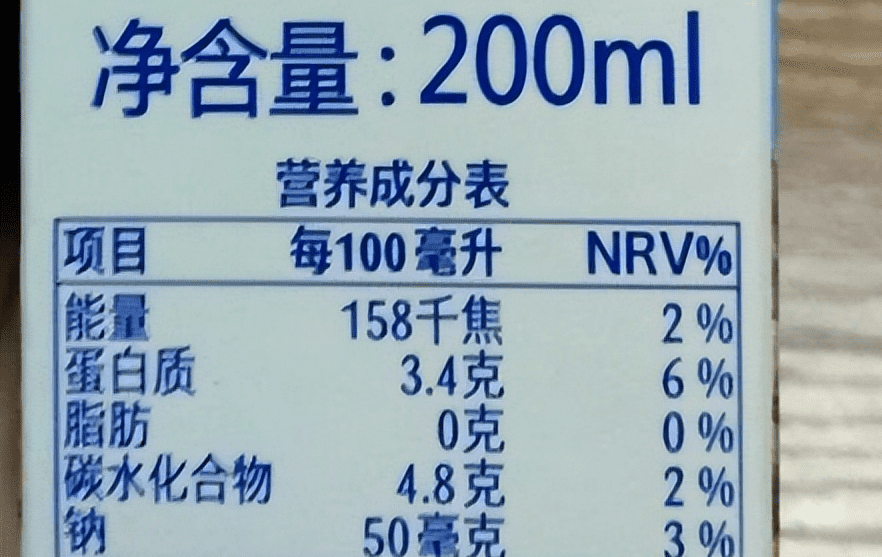 净含量:200ml
营养成分表
项目 每100毫升 NRV%
能量 158千焦 2%
蛋白质 3.4克 6%
脂肪 0克 0%
碳水化合物 4.8克 2%
钠 50毫克 3%